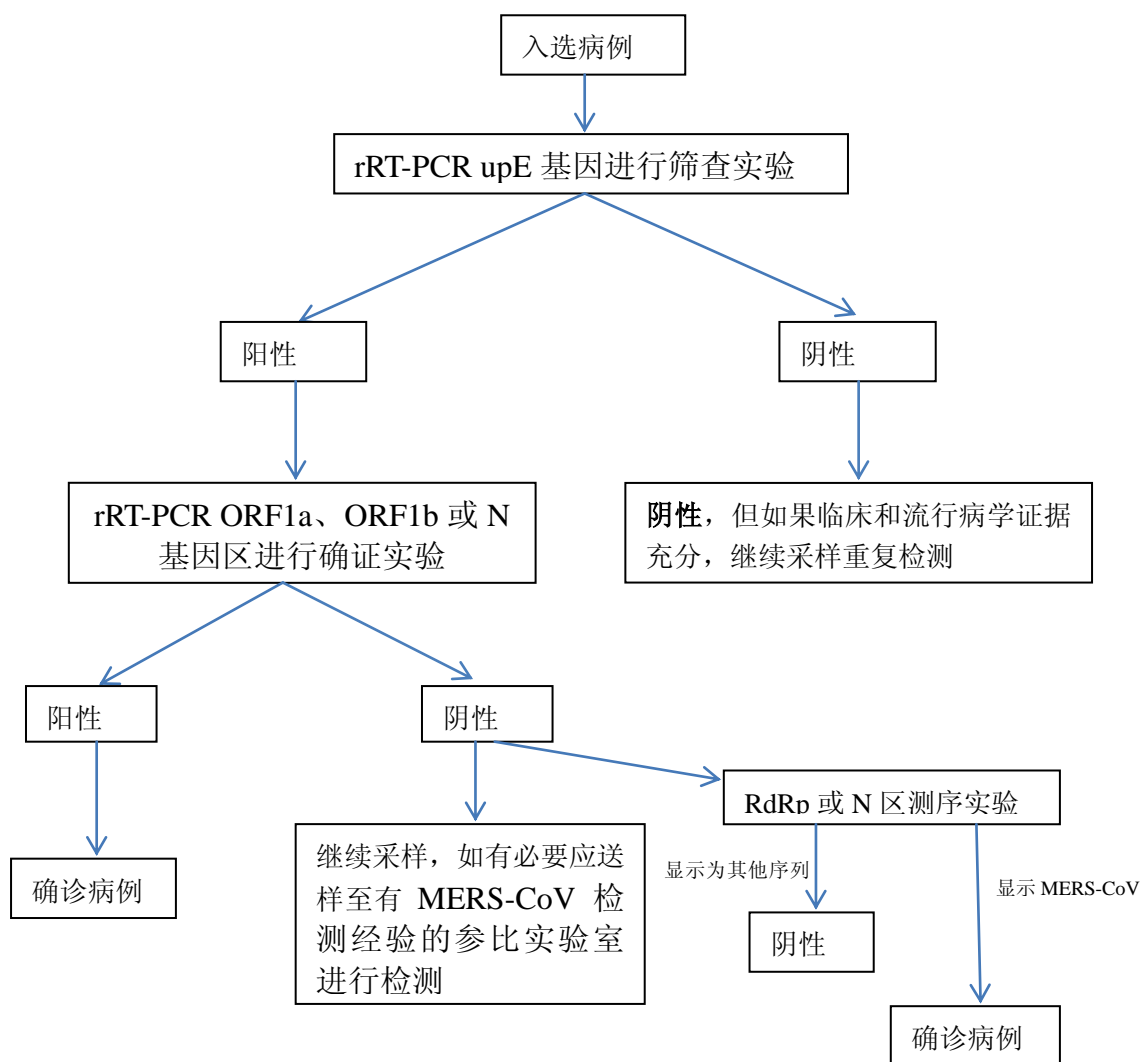 入选病例
rRT-PCR upE 基因进行筛查实验
阳性
阴性
rRT-PCR ORF1a、ORF1b 或 N
基因区进行确证实验
阴性，但如果临床和流行病学证据
充分，继续采样重复检测
阳性
阴性
RdRp 或 N 区测序实验
确诊病例
继续采样，如有必要应送
样至有 MERS-CoV 检
测经验的参比实验室
进行检测
显示为其他序列
显示 MERS-CoV
阴性
确诊病例